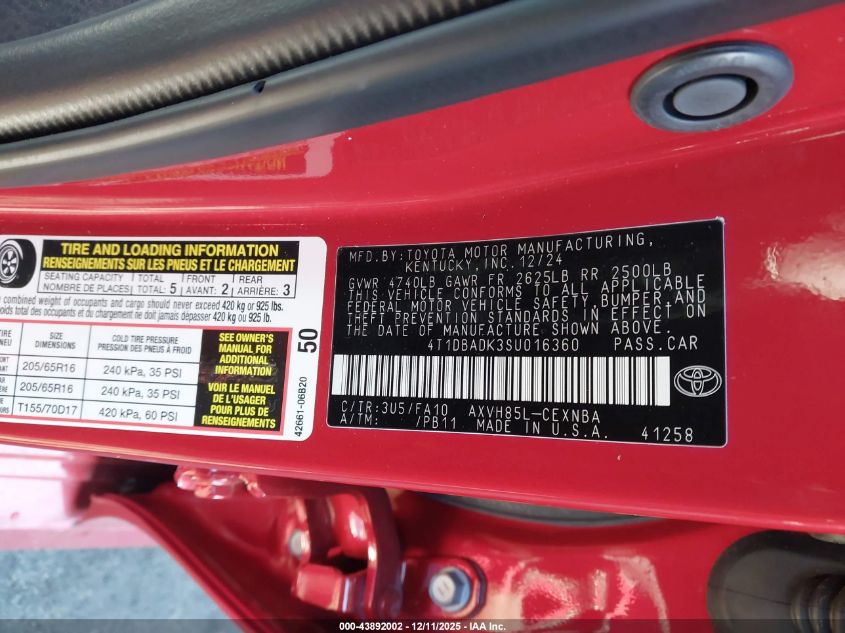 TIRE AND LOADING INFORMATION
RENSEIGNEMENTS SUR LES PNEUS ET LE CHARGEMENT
SEATING CAPACITY TOTAL 5 FRONT 2 REAR 3
NOMBRE DE PLACES TOTAL: AVANT: ARRIÈRE:
combined weight of occupants and cargo should never exceed 420 kg or 925 lbs.
total des occupants et du chargement ne doit jamais dépasser 420 kg ou 925 lb.
SIZE COLD TIRE PRESSURE
DIMENSIONS PRESSION DES PNEUS À FROID
205/65R16 240 kPa, 35 PSI
205/65R16 240 kPa, 35 PSI
T155/70D17 420 kPa, 60 PSI
SEE OWNER'S
MANUAL FOR
ADDITIONAL
INFORMATION
VOIR LE MANUEL
DE L'USAGER
POUR PLUS DE
RENSEIGNEMENTS
50
42661-06B20
MFD.BY:TOYOTA MOTOR MANUFACTURING,
KENTUCKY,INC. 12/24
GVWR 4740LB GAWR FR 2625LB RR 2500LB
THIS VEHICLE CONFORMS TO ALL APPLICABLE
FEDERAL MOTOR VEHICLE SAFETY,BUMPER,AND
THEFT PREVENTION STANDARDS IN EFFECT ON
THE DATE OF MANUFACTURE SHOWN ABOVE.
4T1DBADK3SU016360 PASS.CAR
C/TR:3U5/FA10 AXVH85L-CEXNBA
A/TM: /PB11 MADE IN U.S.A. 41258
000-43892002 - 12/11/2025 - IAA Inc.